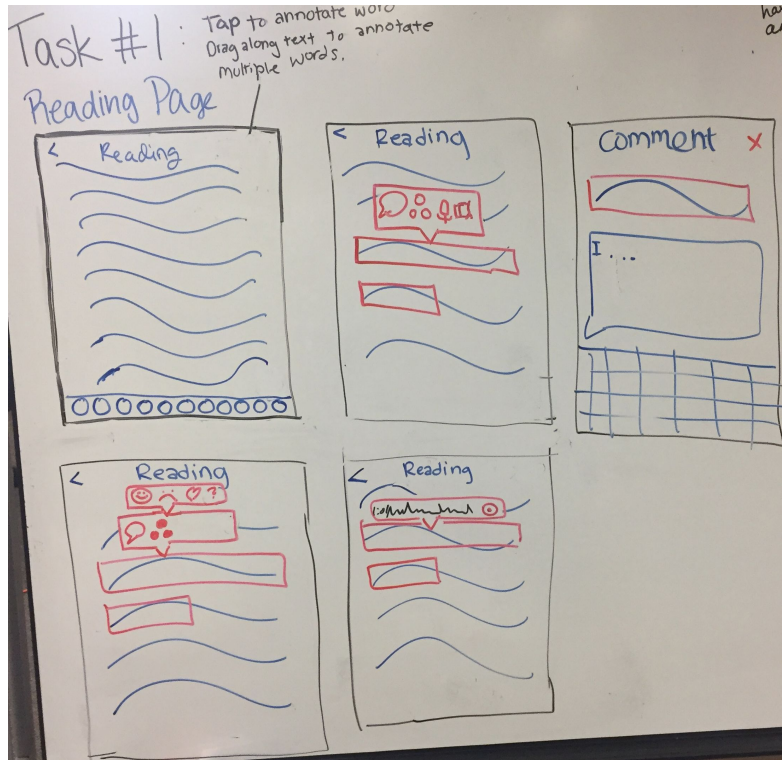 Task #1:
Tap to annotate word
Drag along text to annotate
multiple words.
Reading Page
< Reading
< Reading
Comment X
I ...
< Reading
?
< Reading